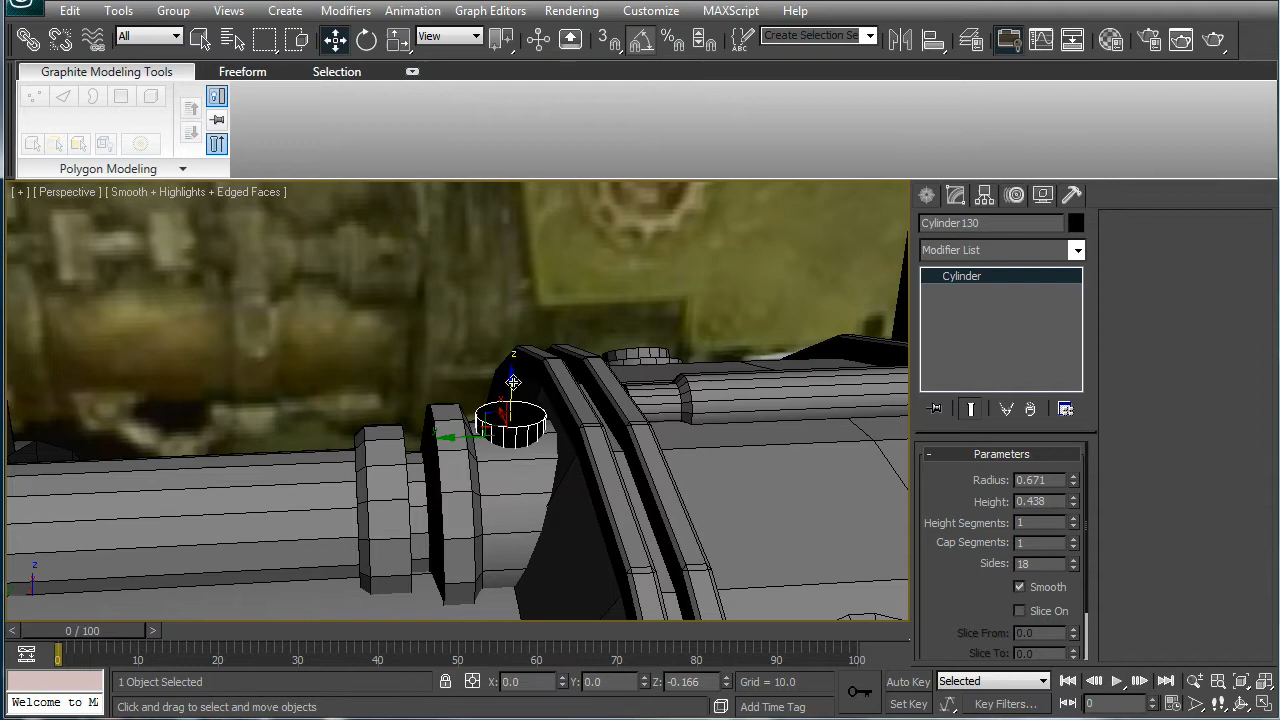 Edit Tools Group Views Create Modifiers Animation Graph Editors Rendering Customize MAXScript Help
All View 3 Create Selection Se
Graphite Modeling Tools Freeform Selection
Polygon Modeling
[ + ] [ Perspective ] [ Smooth + Highlights + Edged Faces ]
Cylinder130
Modifier List
Cylinder
z
- Parameters
Radius: 0.671
Height: 0.438
Height Segments: 1
Cap Segments: 1
Sides: 18
Smooth
Slice On
Slice From: 0.0
Slice To: 0.0
z
< 0 / 100 >
0 10 20 30 40 50 60 70 80 90 100
1 Object Selected X: 0.0 Y: 0.0 Z: -0.166 Grid = 10.0 Auto Key Selected
Welcome to M Click and drag to select and move objects Add Time Tag Set Key Key Filters... 0